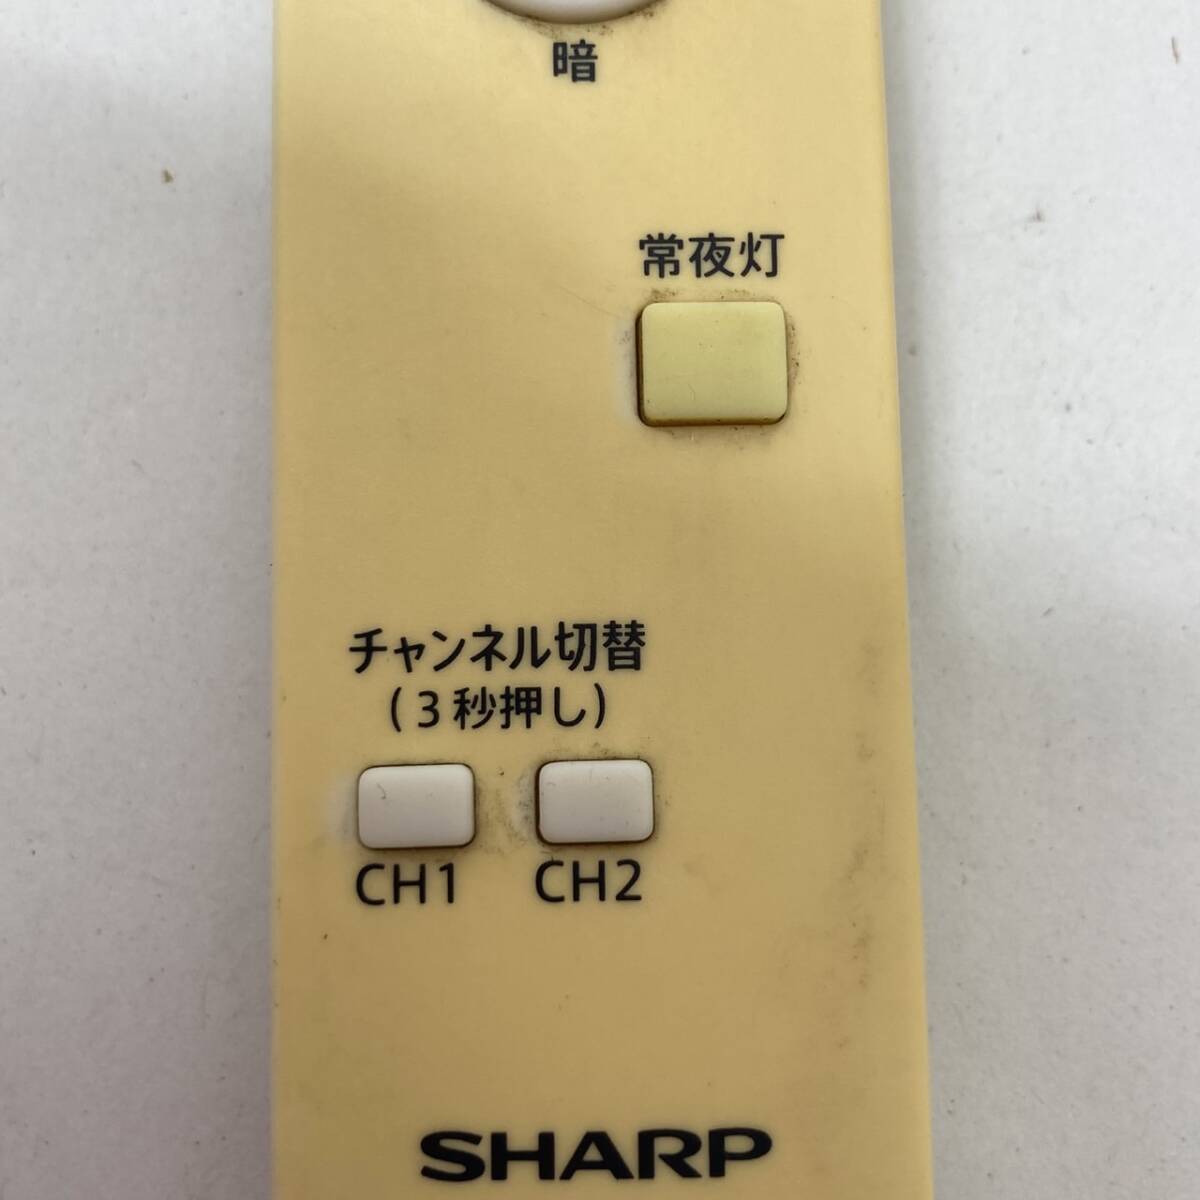 暗
常夜灯
チャンネル切替
(3秒押し)
CH1 CH2
SHARP